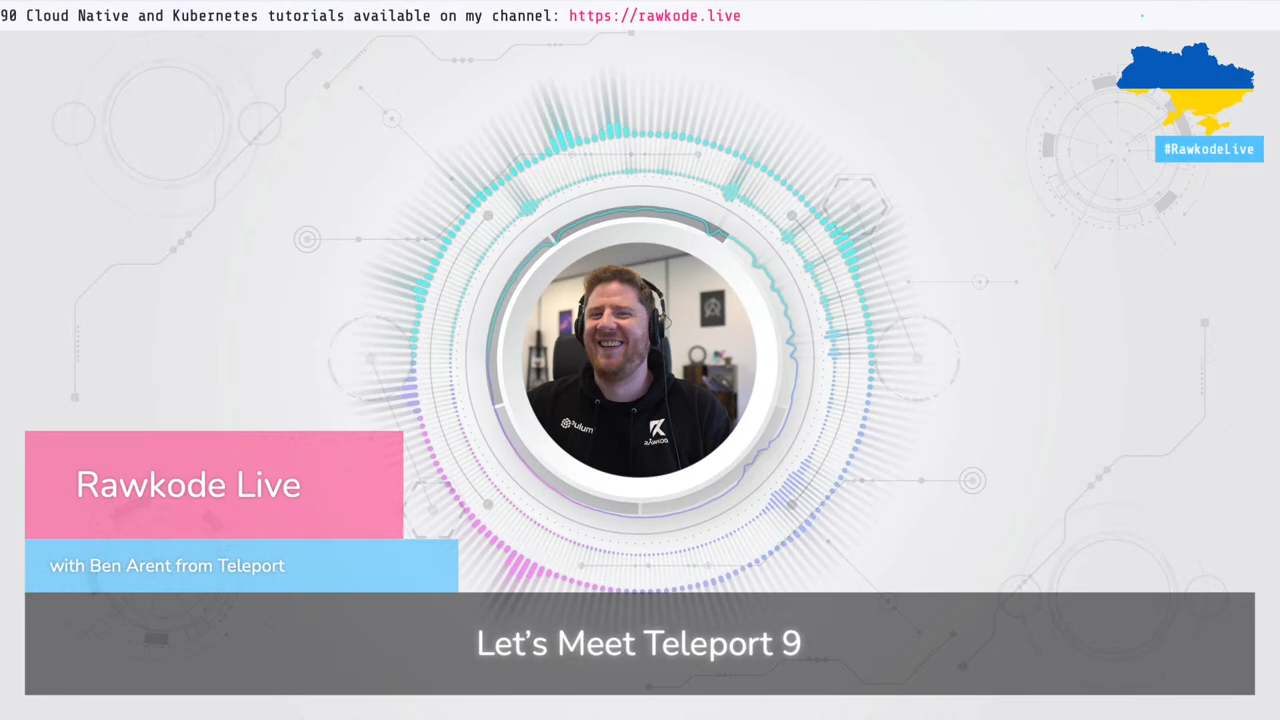 90 Cloud Native and Kubernetes tutorials available on my channel: https://rawkode.live
#RawkodeLive
Rawkode Live
with Ben Arent from Teleport
Let's Meet Teleport 9